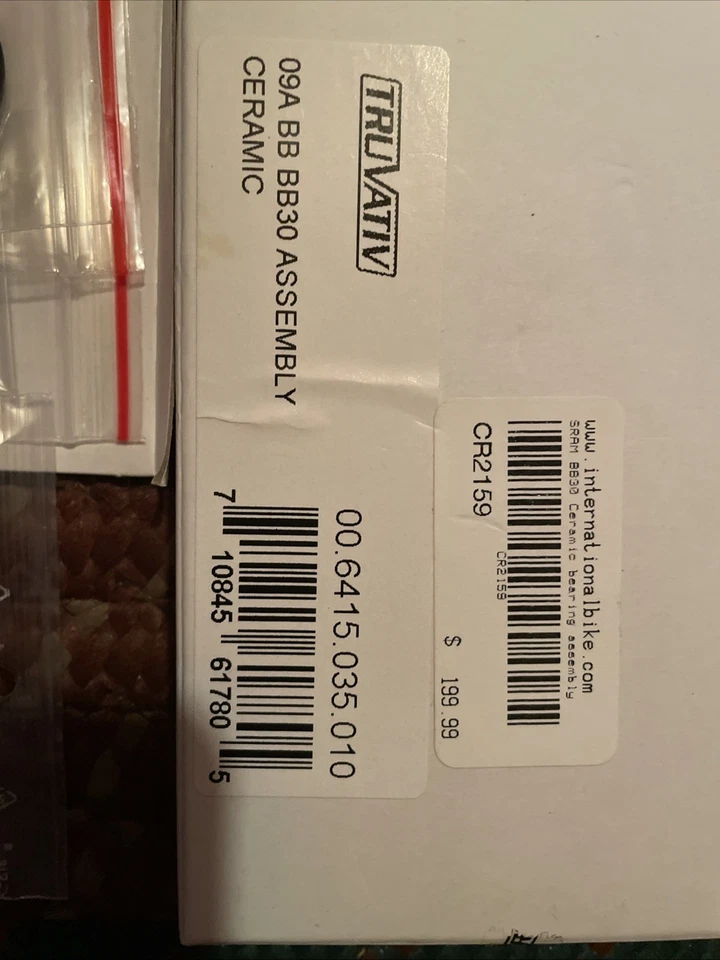 www.internationalbike.com
SRAM BB30 Ceramic bearing assembly
CR2159
CR2159
$ 199.99
TRUVATIV
09A BB BB30 ASSEMBLY
CERAMIC
00.6415.035.010
7 10845 61780 5